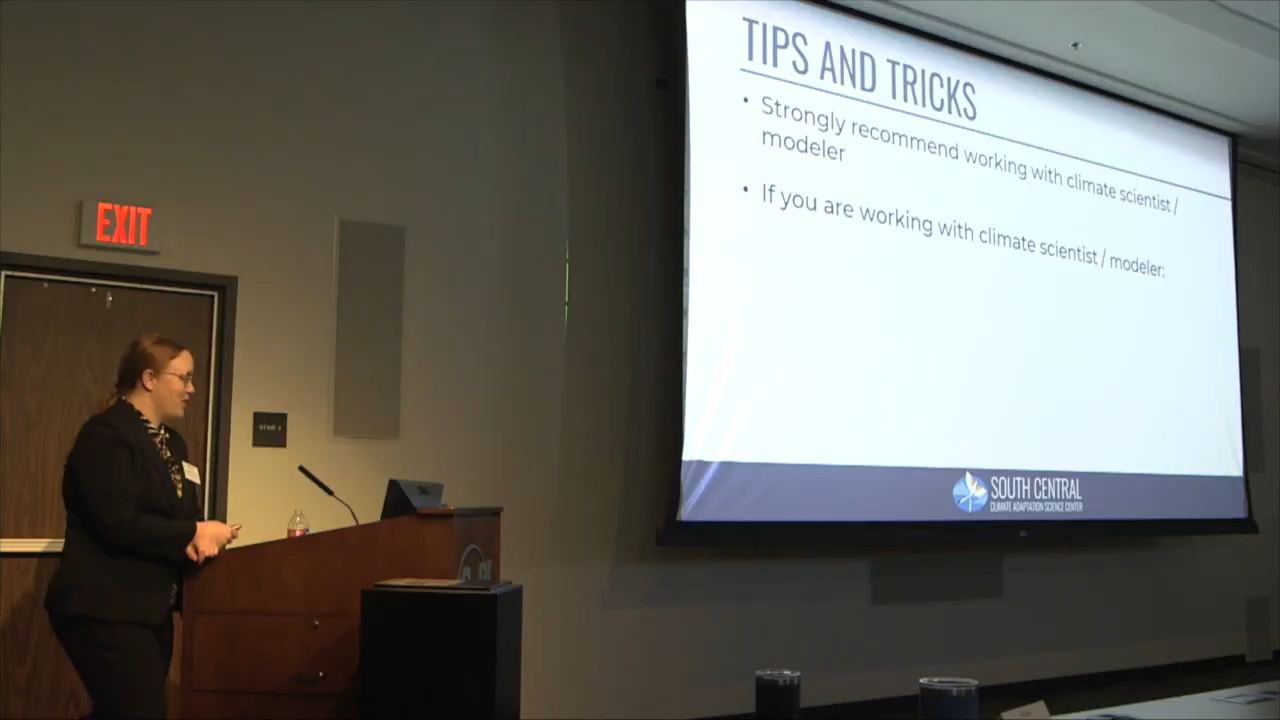 TIPS AND TRICKS
• Strongly recommend working with climate scientist /
modeler
• If you are working with climate scientist / modeler:
EXIT
STAIR
SOUTH CENTRAL
CLIMATE ADAPTATION SCIENCE CENTER